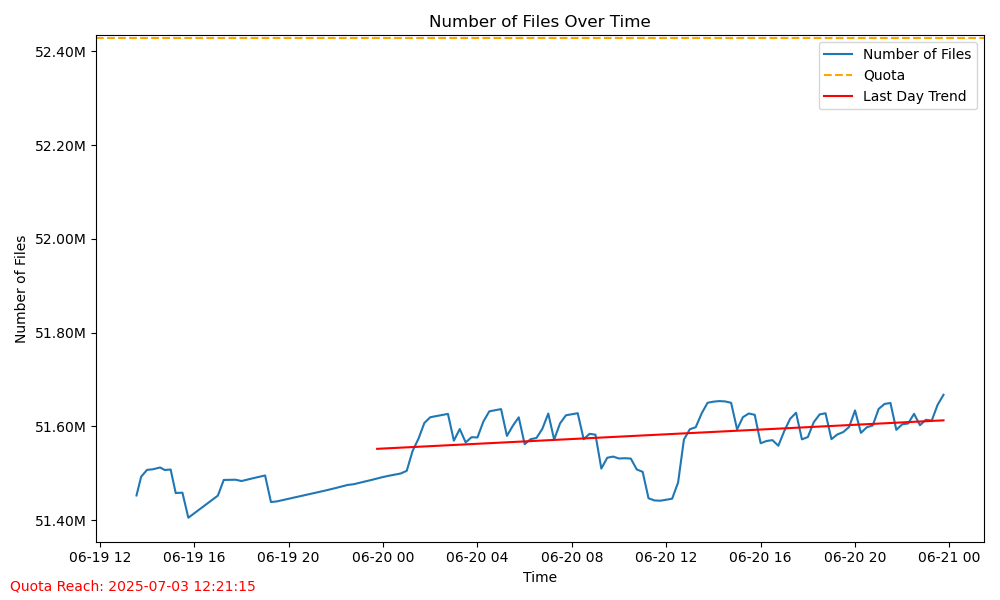 Number of Files Over Time
52.40M
52.20M
52.00M
51.80M
51.60M
51.40M
Number of Files
Number of Files
Quota
Last Day Trend
06-19 12 06-19 16 06-19 20 06-20 00 06-20 04 06-20 08 06-20 12 06-20 16 06-20 20 06-21 00
Time
Quota Reach: 2025-07-03 12:21:15